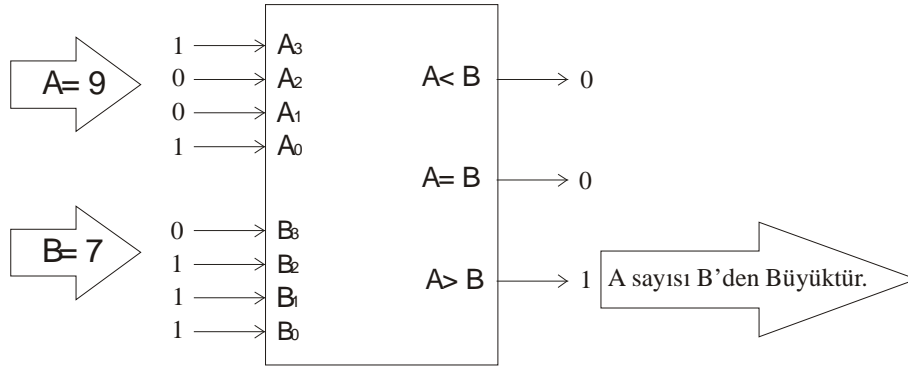 A= 9
1 A3
0 A2
0 A1
1 A0
A< B 0
A= B 0
B= 7
0 B3
1 B2
1 B1
1 B0
A> B 1
A sayısı B’den Büyüktür.